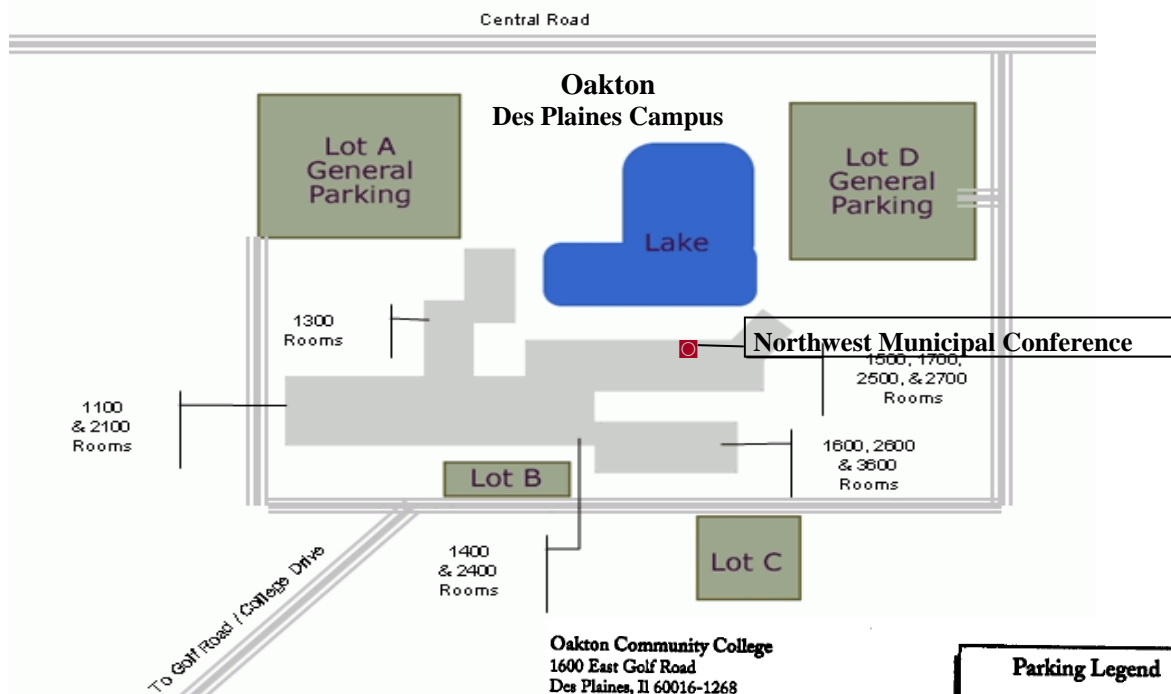 Central Road
Oakton
Des Plaines Campus
Lot A
General
Parking
Lot D
General
Parking
Lake
1300
Rooms
Northwest Municipal Conference
1500, 1700,
2500, & 2700
Rooms
1100
& 2100
Rooms
1600, 2600
& 3600
Rooms
Lot B
1400
& 2400
Rooms
Lot C
To Golf Road / College Drive
Oakton Community College
1600 East Golf Road
Des Plaines, Il 60016-1268
Parking Legend